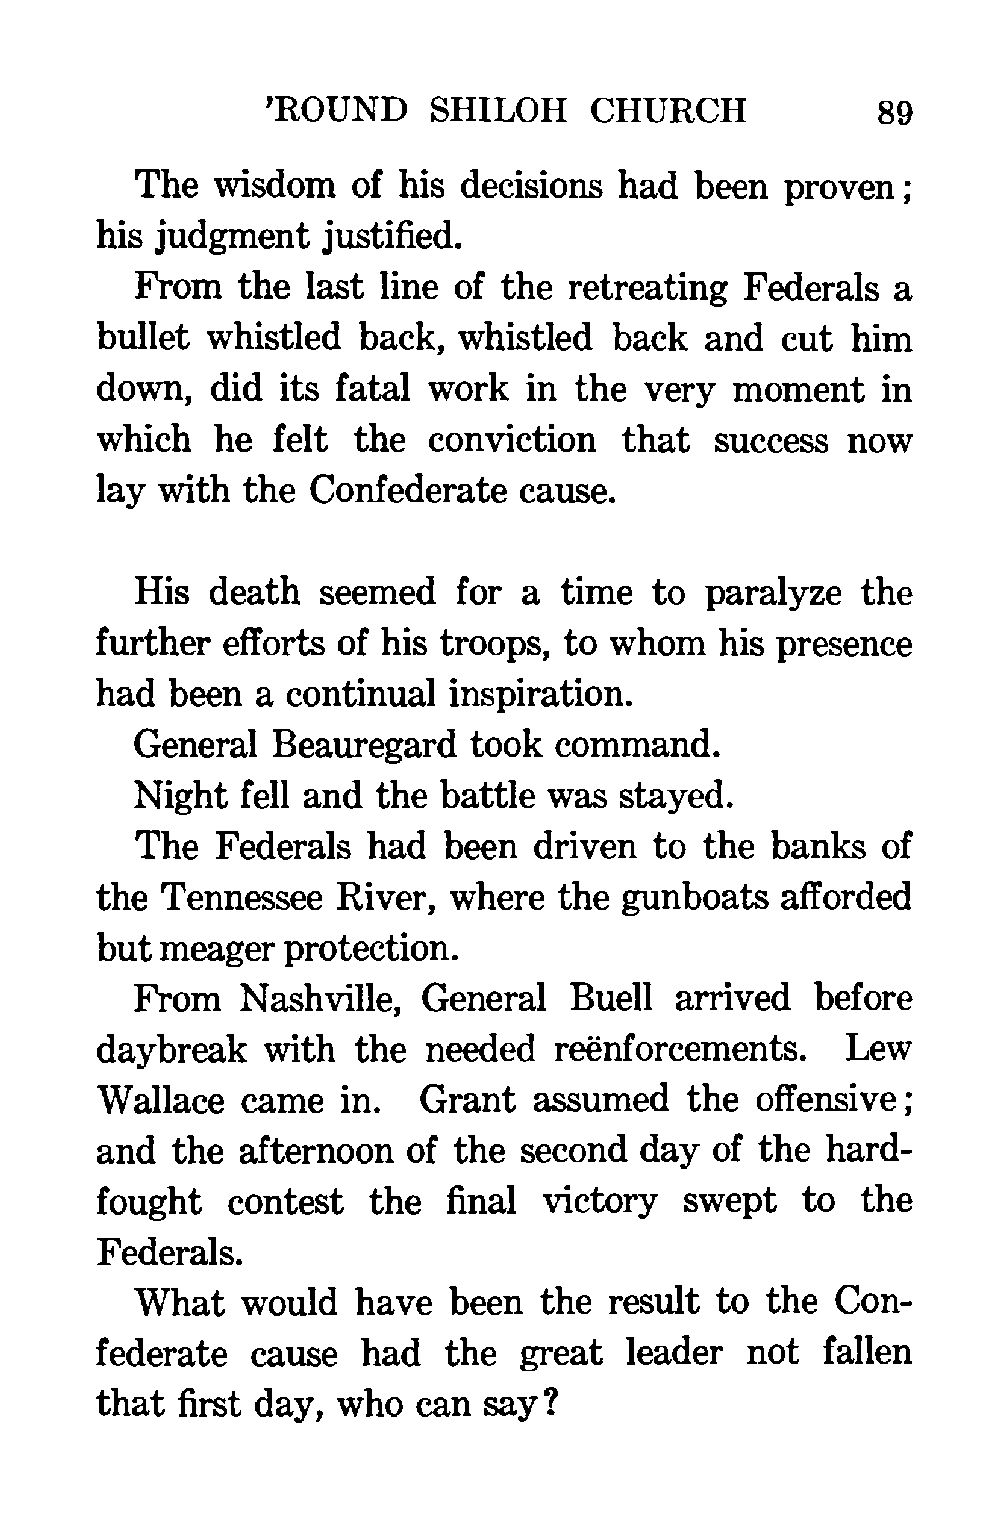 ’ROUND SHILOH CHURCH 89
The wisdom of his decisions had been proven;
his judgment justified.
From the last line of the retreating Federals a
bullet whistled back, whistled back and cut him
down, did its fatal work in the very moment in
which he felt the conviction that success now
lay with the Confederate cause.
His death seemed for a time to paralyze the
further efforts of his troops, to whom his presence
had been a continual inspiration.
General Beauregard took command.
Night fell and the battle was stayed.
The Federals had been driven to the banks of
the Tennessee River, where the gunboats afforded
but meager protection.
From Nashville, General Buell arrived before
daybreak with the needed reënforcements. Lew
Wallace came in. Grant assumed the offensive;
and the afternoon of the second day of the hard-
fought contest the final victory swept to the
Federals.
What would have been the result to the Con-
federate cause had the great leader not fallen
that first day, who can say?